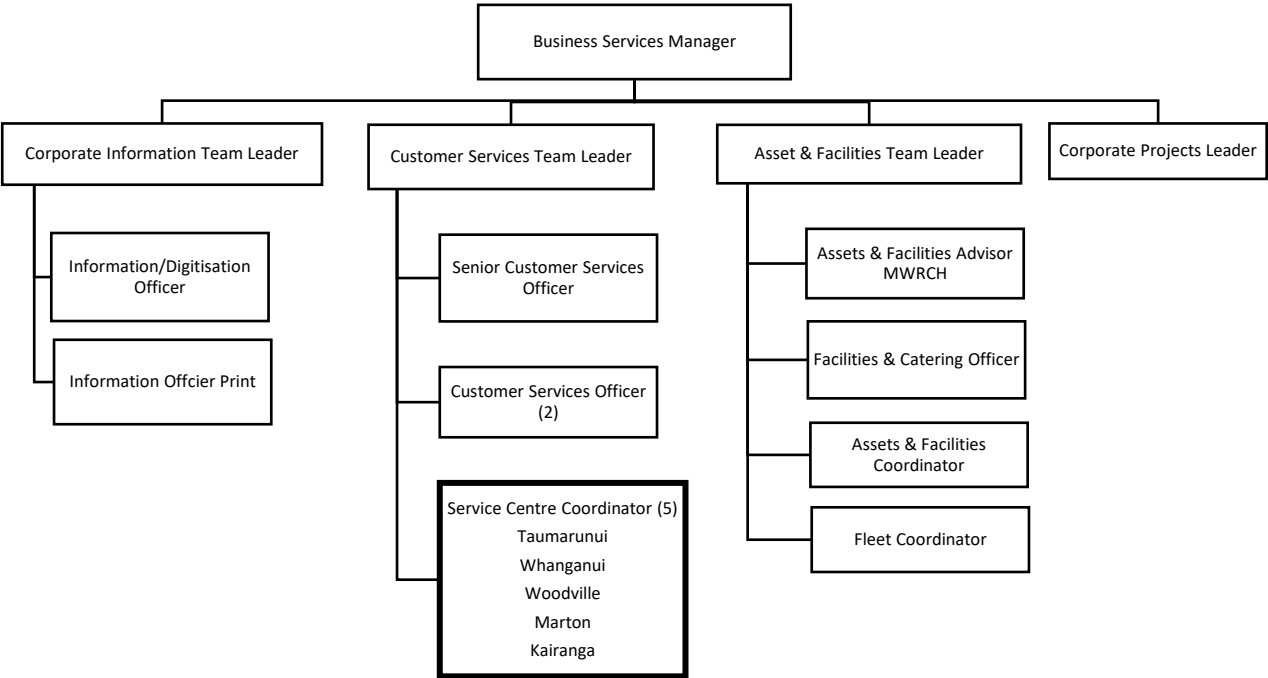 Business Services Manager
Corporate Information Team Leader
Customer Services Team Leader
Asset & Facilities Team Leader
Corporate Projects Leader
Information/Digitisation
Officer
Information Offcier Print
Senior Customer Services
Officer
Customer Services Officer
(2)
Service Centre Coordinator (5)
Taumarunui
Whanganui
Woodville
Marton
Kairanga
Assets & Facilities Advisor
MWRCH
Facilities & Catering Officer
Assets & Facilities
Coordinator
Fleet Coordinator